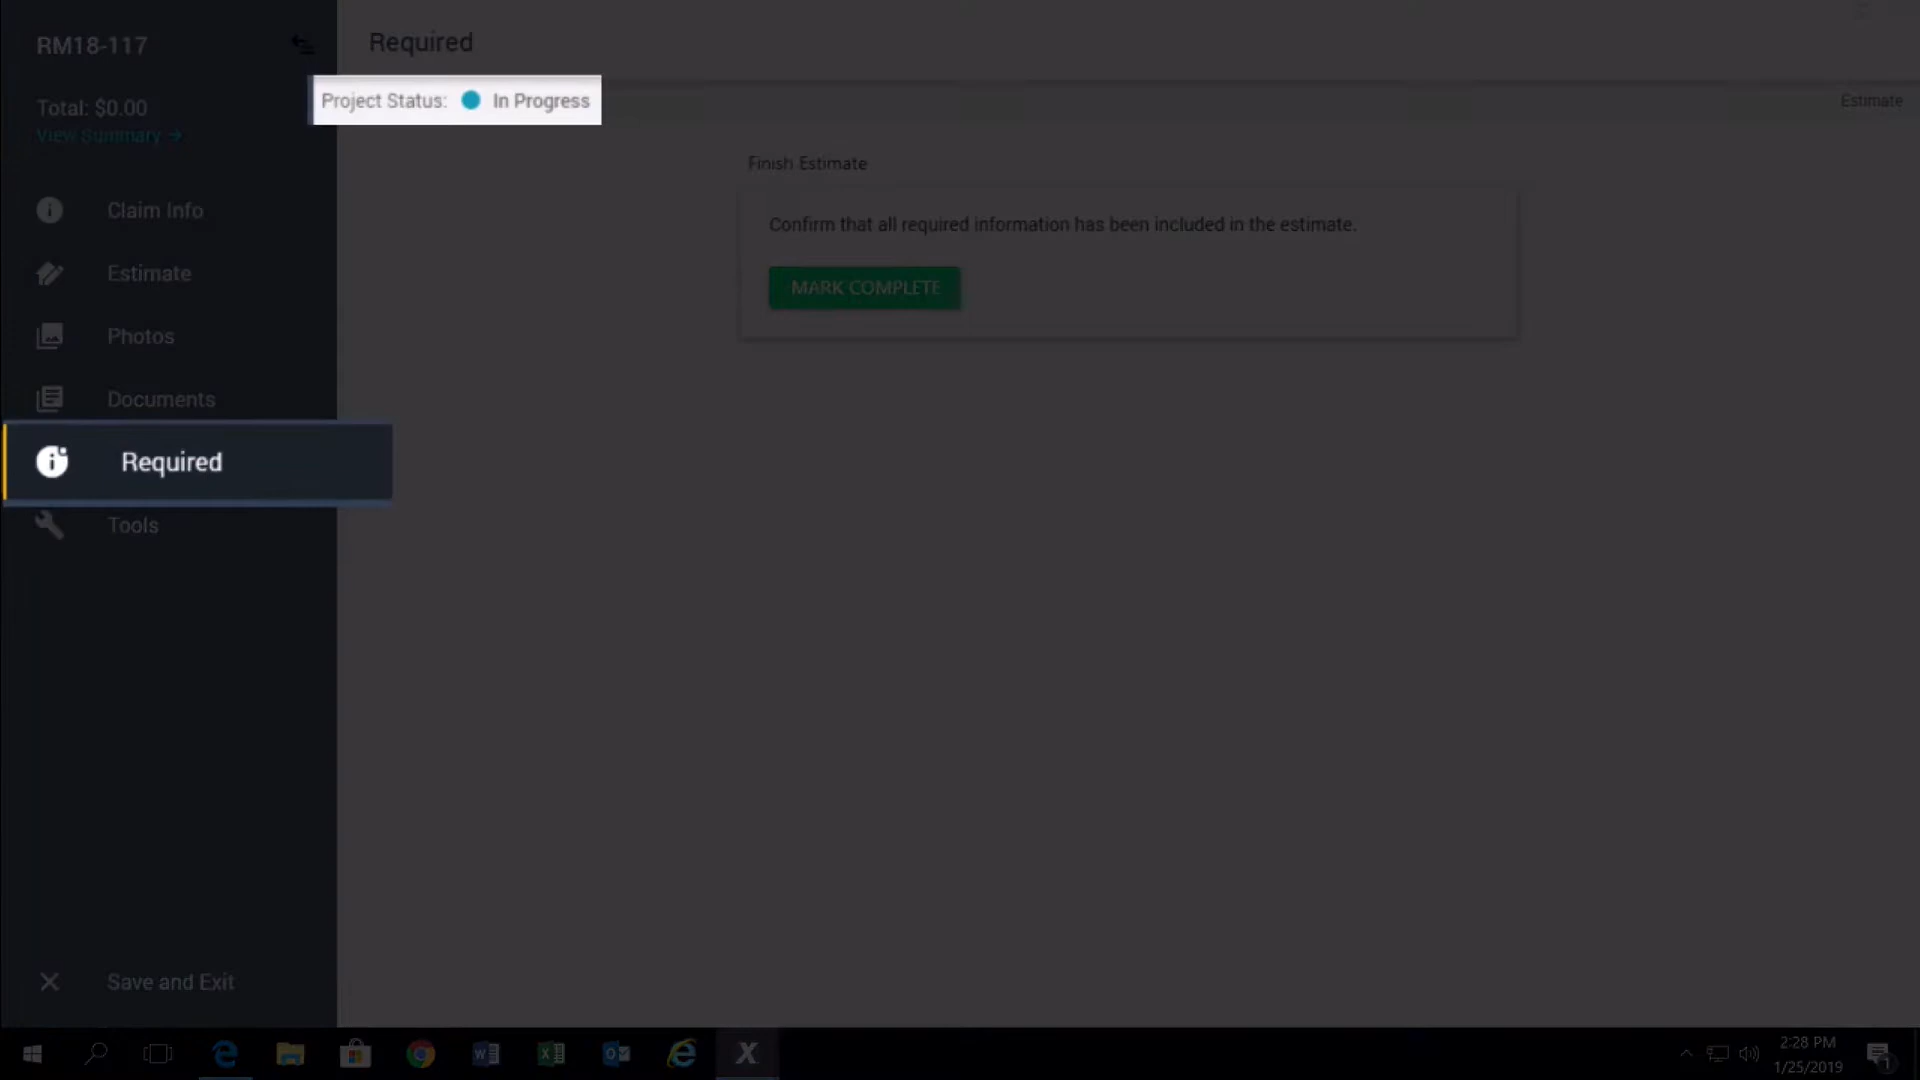 RM18-117
Required
Total: $0.00
View Summary →
Project Status: In Progress
Estimate
Finish Estimate
Confirm that all required information has been included in the estimate.
MARK COMPLETE
Claim Info
Estimate
Photos
Documents
Required
Tools
Save and Exit
2:28 PM
1/25/2019
1